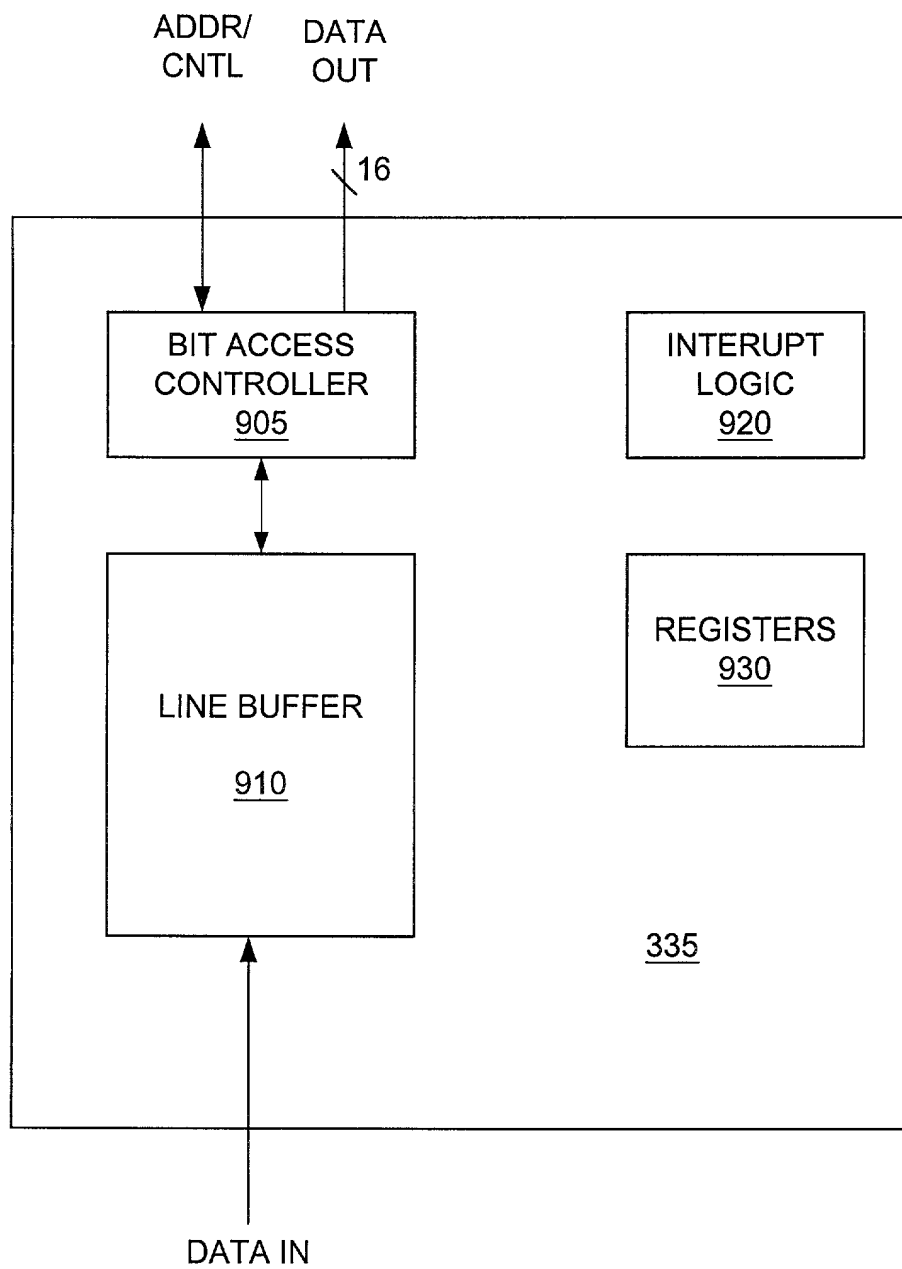 ADDR/
CNTL
DATA
OUT
16
BIT ACCESS
CONTROLLER
905
INTERUPT
LOGIC
920
LINE BUFFER
910
REGISTERS
930
335
DATA IN